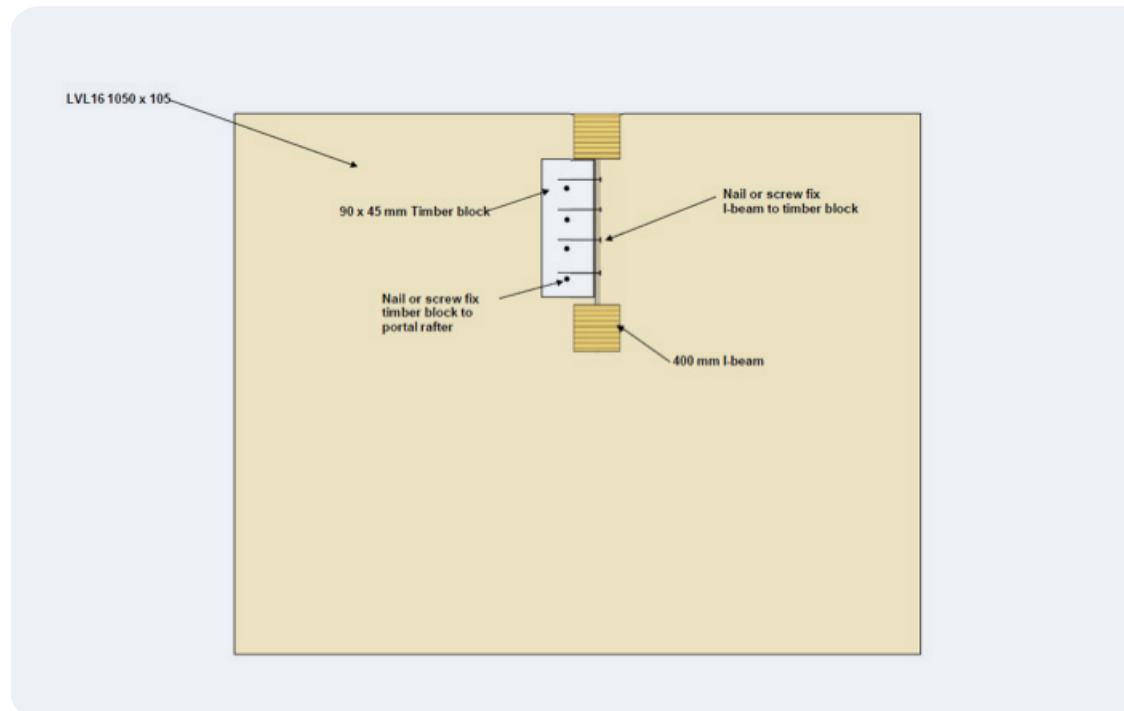 LVL16 1050 x 105
90 x 45 mm Timber block
Nail or screw fix
I-beam to timber block
Nail or screw fix
timber block to
portal rafter
400 mm I-beam